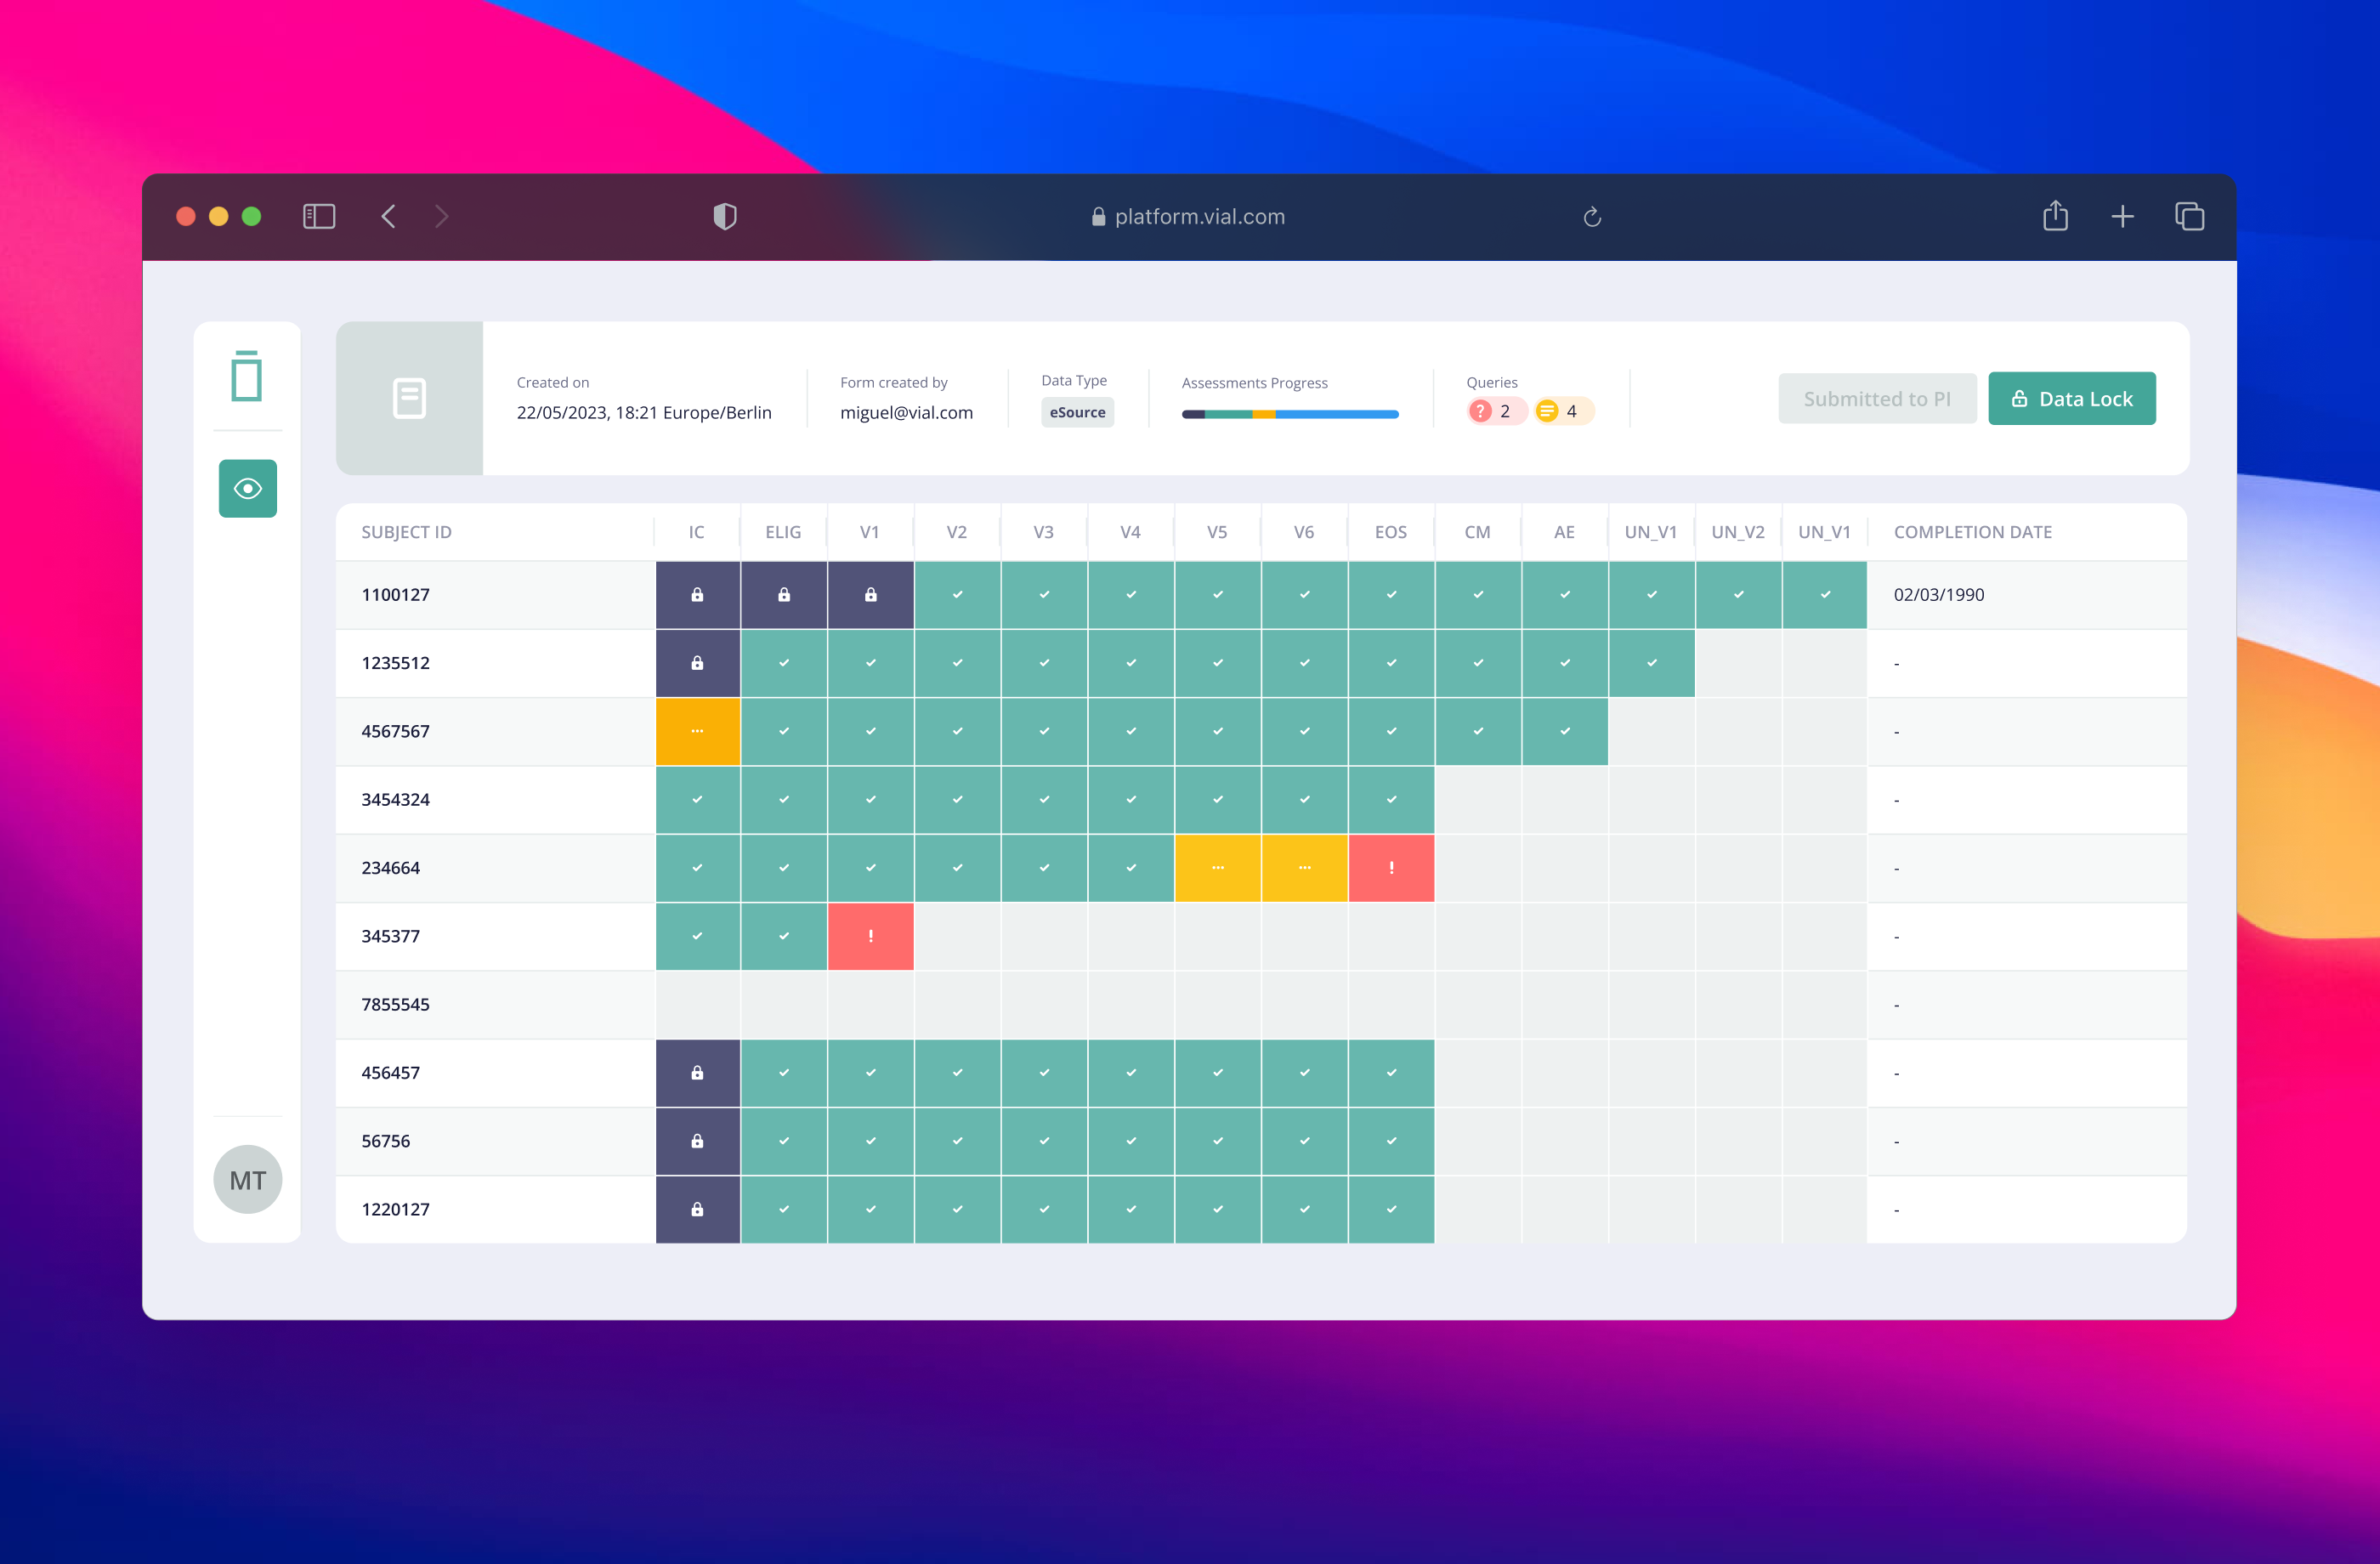 platform.vial.com
Created on
22/05/2023, 18:21 Europe/Berlin
Form created by
miguel@vial.com
Data Type
eSource
Assessments Progress
Queries
? 2 4
Submitted to PI
Data Lock
SUBJECT ID IC ELIG V1 V2 V3 V4 V5 V6 EOS CM AE UN_V1 UN_V2 UN_V1 COMPLETION DATE
1100127 02/03/1990
1235512 -
4567567 ... -
3454324 -
234664 ... ... ! -
345377 ! -
7855545 -
456457 -
56756 -
1220127 -
MT